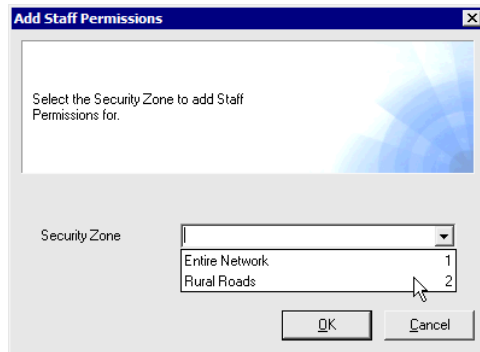 Add Staff Permissions
Select the Security Zone to add Staff
Permissions for.
Security Zone
Entire Network 1
Rural Roads 2
OK Cancel